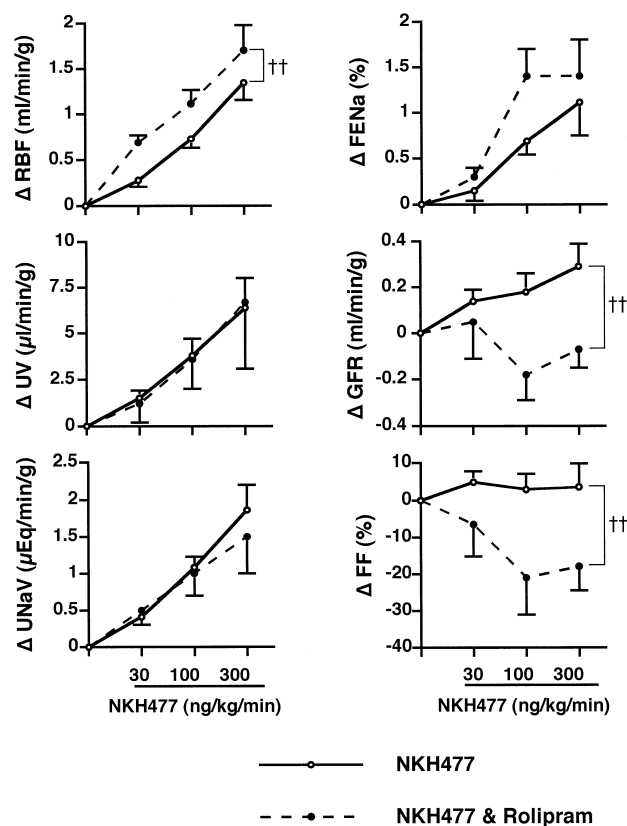 Δ RBF (ml/min/g)
2
1.5
1
0.5
0
††
Δ FENa (%)
2
1.5
1
0.5
0
Δ UV (µl/min/g)
10
7.5
5
2.5
0
Δ GFR (ml/min/g)
0.4
0.2
0
-0.2
-0.4
††
Δ UNaV (µEq/min/g)
2.5
2
1.5
1
0.5
0
30 100 300
NKH477 (ng/kg/min)
Δ FF (%)
10
0
-10
-20
-30
-40
††
30 100 300
NKH477 (ng/kg/min)
NKH477
NKH477 & Rolipram